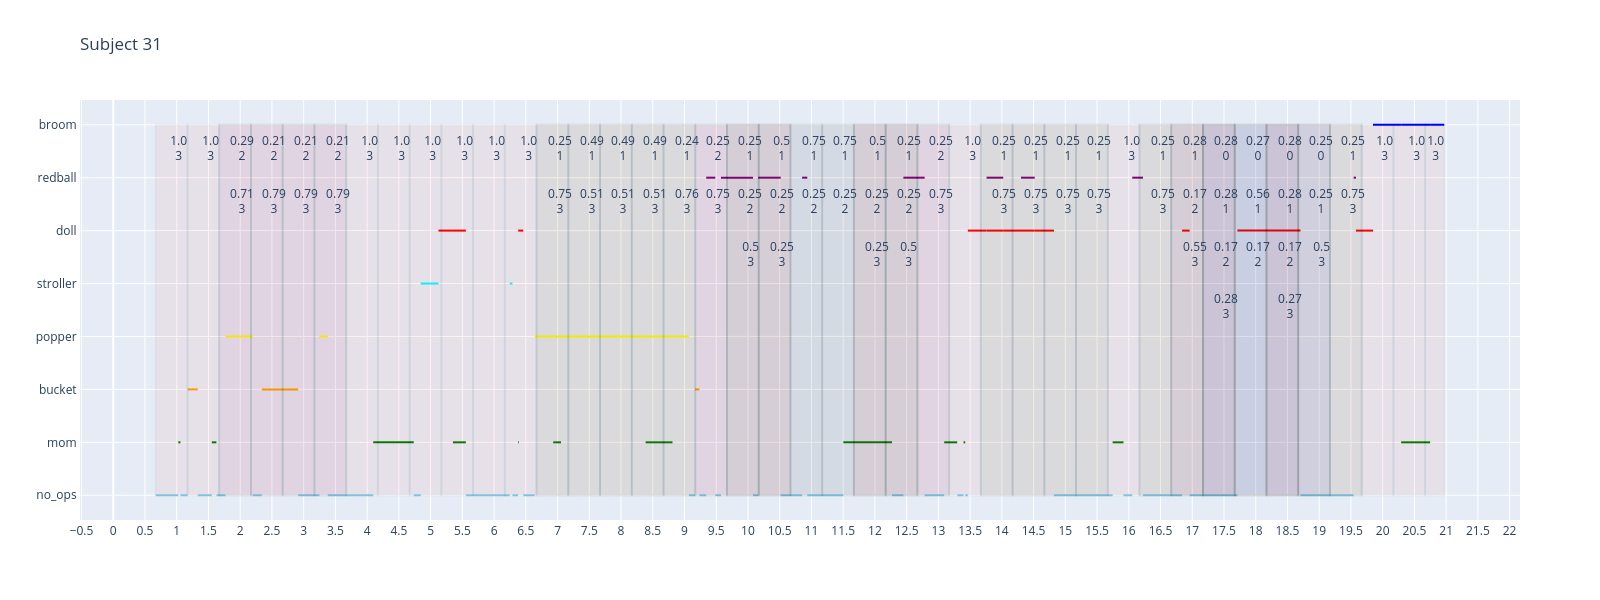 Subject 31
broom
1.0 1.0 0.29 0.21 0.21 0.21 1.0 1.0 1.0 1.0 1.0 1.0 0.25 0.49 0.49 0.49 0.24 0.25 0.25 0.5 0.75 0.75 0.5 0.25 0.25 1.0 0.25 0.25 0.25 0.25 1.0 0.25 0.28 0.28 0.27 0.28 0.25 0.25 1.0 1.0 1.0
3 3 2 2 2 2 3 3 3 3 3 3 1 1 1 1 1 2 1 1 1 1 1 1 2 3 1 1 1 1 3 1 1 0 0 0 0 1 3 3 3
redball
0.71 0.79 0.79 0.79 0.75 0.51 0.51 0.51 0.76 0.75 0.25 0.25 0.25 0.25 0.25 0.25 0.75 0.75 0.75 0.75 0.75 0.75 0.17 0.28 0.56 0.28 0.25 0.75
3 3 3 3 3 3 3 3 3 3 2 2 2 2 2 2 3 3 3 3 3 3 2 1 1 1 1 3
doll
0.5 0.25 0.25 0.5 0.55 0.17 0.17 0.17 0.5
3 3 3 3 3 2 2 2 3
stroller
0.28 0.27
3 3
popper
bucket
mom
no_ops
−0.5 0 0.5 1 1.5 2 2.5 3 3.5 4 4.5 5 5.5 6 6.5 7 7.5 8 8.5 9 9.5 10 10.5 11 11.5 12 12.5 13 13.5 14 14.5 15 15.5 16 16.5 17 17.5 18 18.5 19 19.5 20 20.5 21 21.5 22